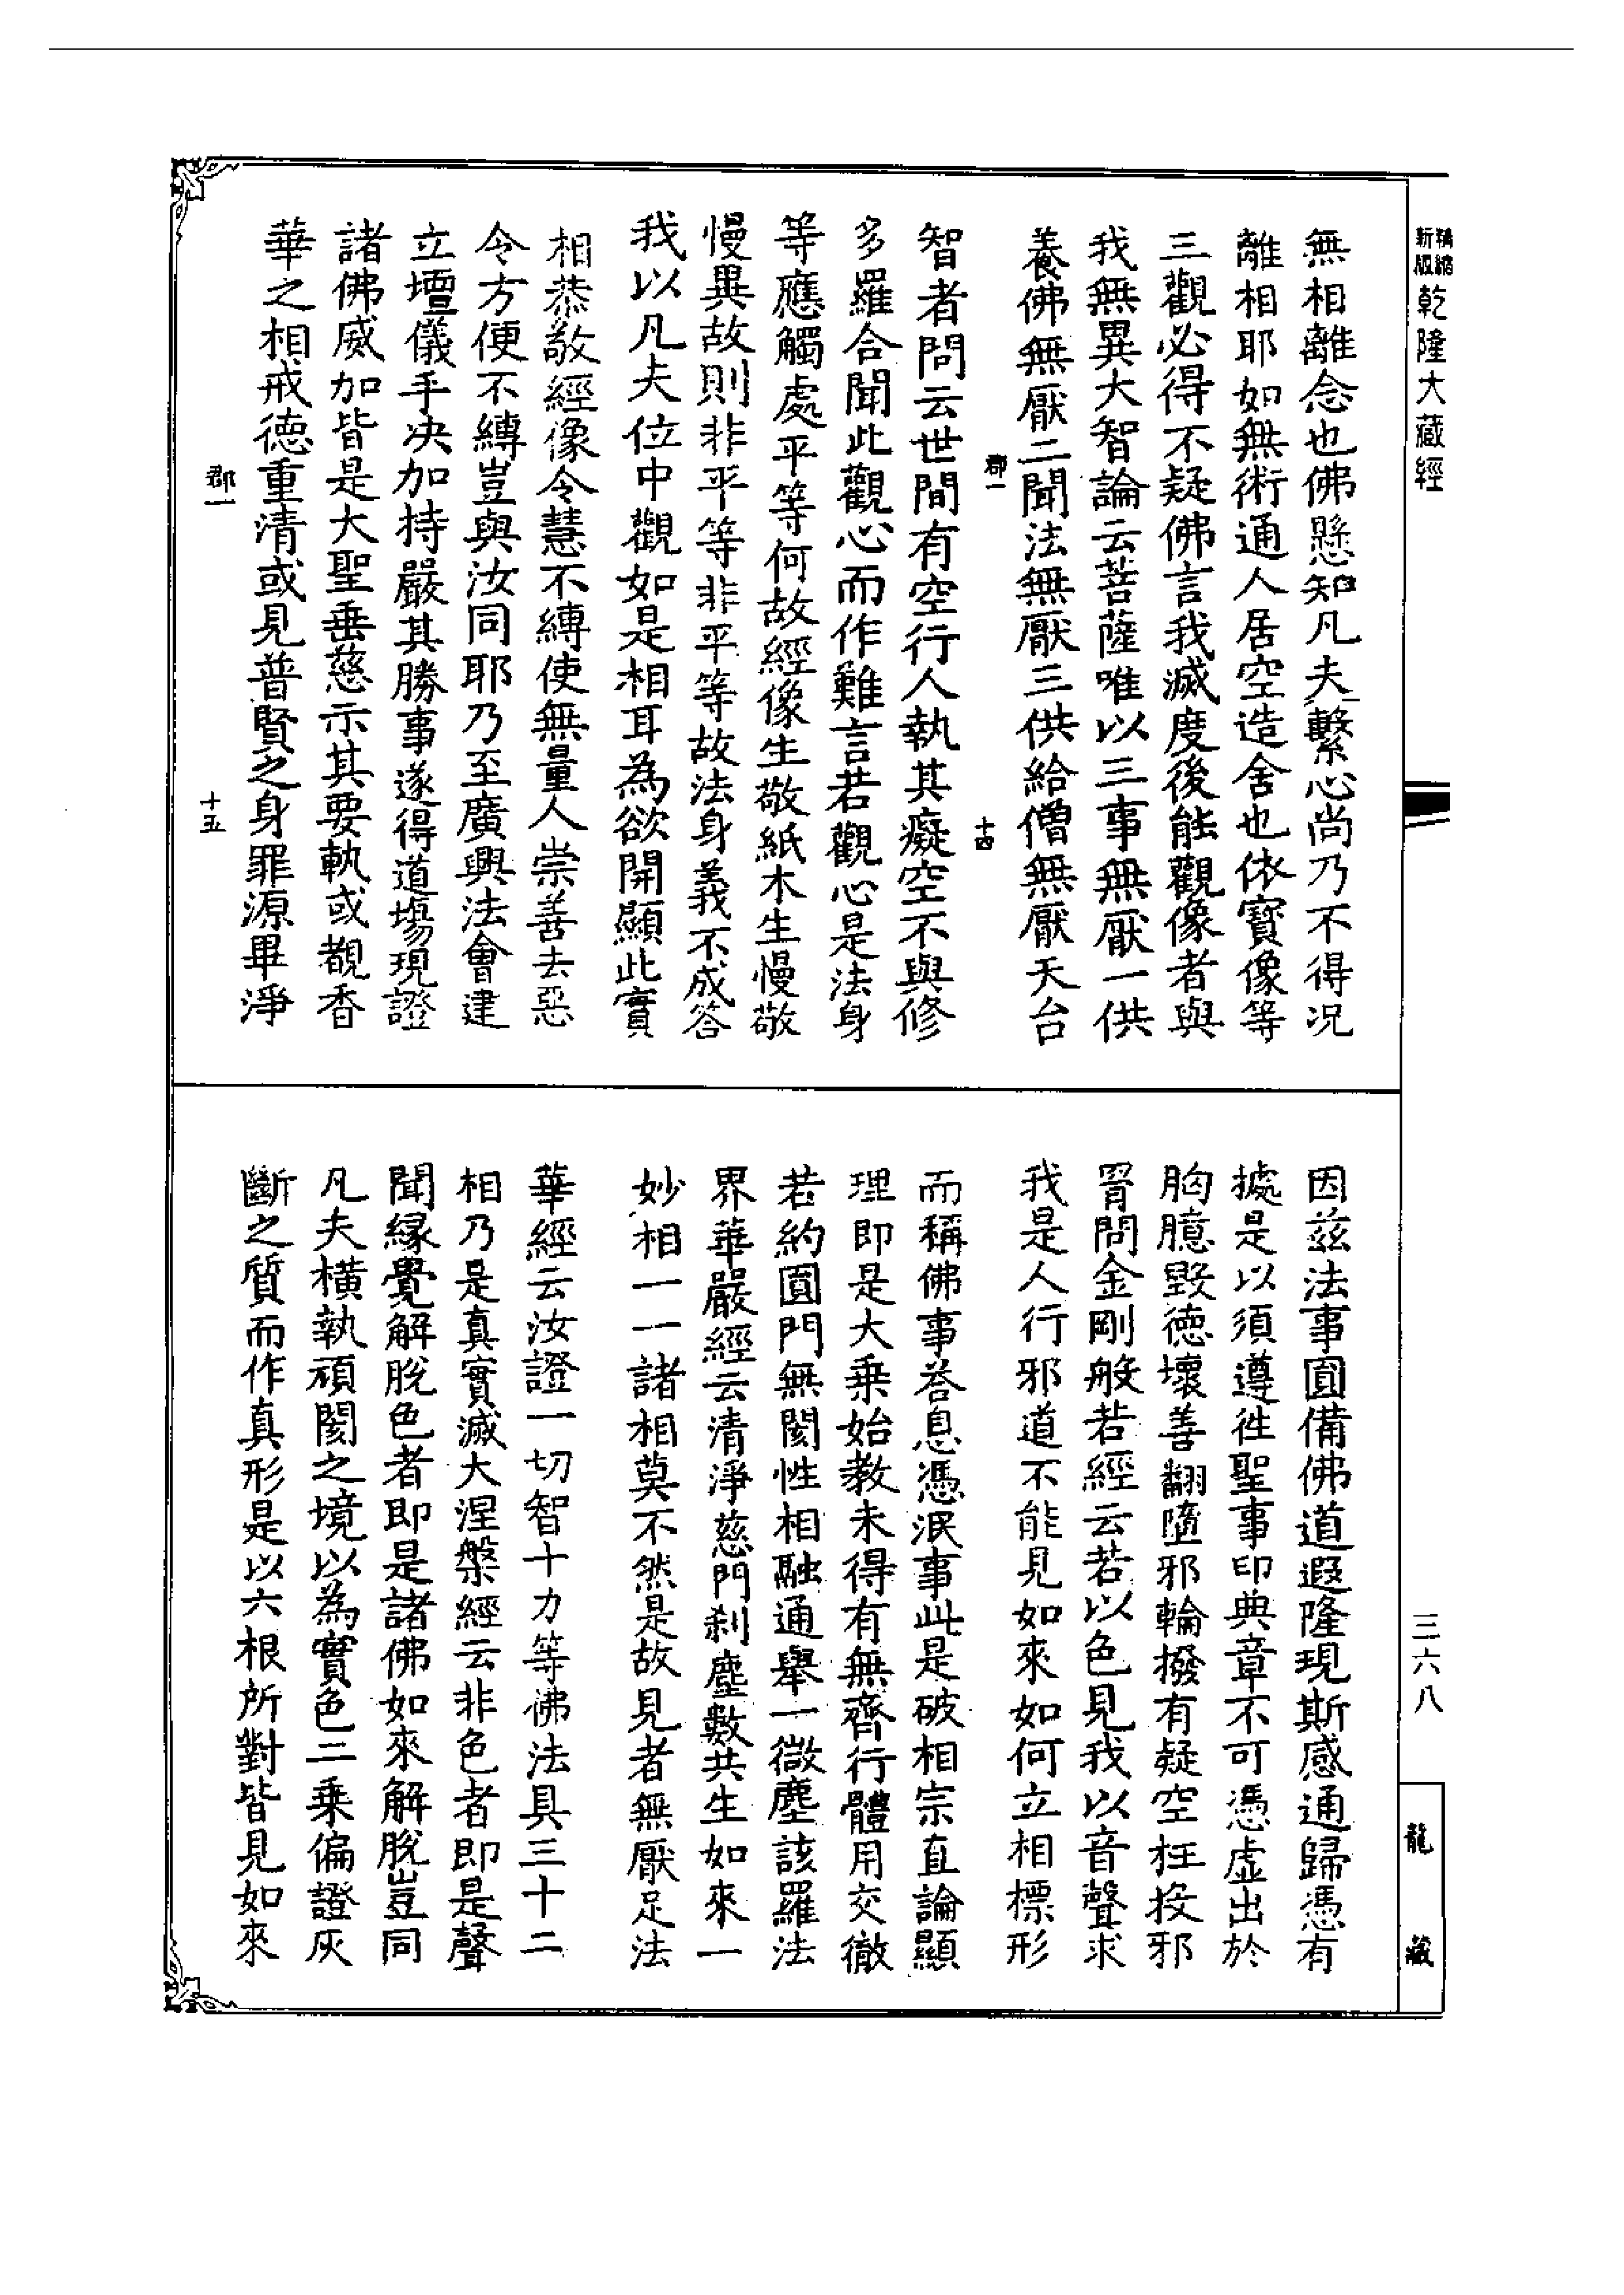 新版
精縮
乾隆大藏經
無相離念也佛懸知凡夫繫心尚乃不得況
離相耶如無術通人居空造舍也依寶像等
三觀必得不疑佛言我滅度後能觀像者與
我無異大智論云菩薩唯以三事無厭一供
養佛無厭二聞法無厭三供給僧無厭天台
郡一
十四
智者問云世間有空行人執其癡空不與修
多羅合聞此觀心而作難言若觀心是法身
等應觸處平等何故經像生敬紙木生慢敬
慢異故則非平等非平等故法身義不成答
我以凡夫位中觀如是相耳為欲開顯此實
相恭敬經像令慧不縛使無量人崇善去惡
令方便不縛豈與汝同耶乃至廣興法會建
立壇儀手決加持嚴其勝事遂得道場現證
諸佛威加皆是大聖垂慈示其要執或覩香
華之相戒德重清或見普賢之身罪源畢淨
郡一
十五
因茲法事圓備佛道遐隆現斯感通歸憑有
據是以須遵徃聖事印典章不可憑虛出於
胸臆毀德壞善翻墮邪輪撥有疑空枉投邪
罥問金剛般若經云若以色見我以音聲求
我是人行邪道不能見如來如何立相標形
而稱佛事答息憑泯事此是破相宗直論顯
理即是大乘始教未得有無齊行體用交徹
若約圓門無閡性相融通舉一微塵該羅法
界華嚴經云清淨慈門剎塵數共生如來一
妙相一一諸相莫不然是故見者無厭足法
華經云汝證一切智十力等佛法具三十二
相乃是真實滅大涅槃經云非色者即是聲
聞緣覺解脫色者即是諸佛如來解脫豈同
凡夫橫執頑閡之境以為實色二乘偏證灰
斷之質而作真形是以六根所對皆見如來
三六八
龍藏